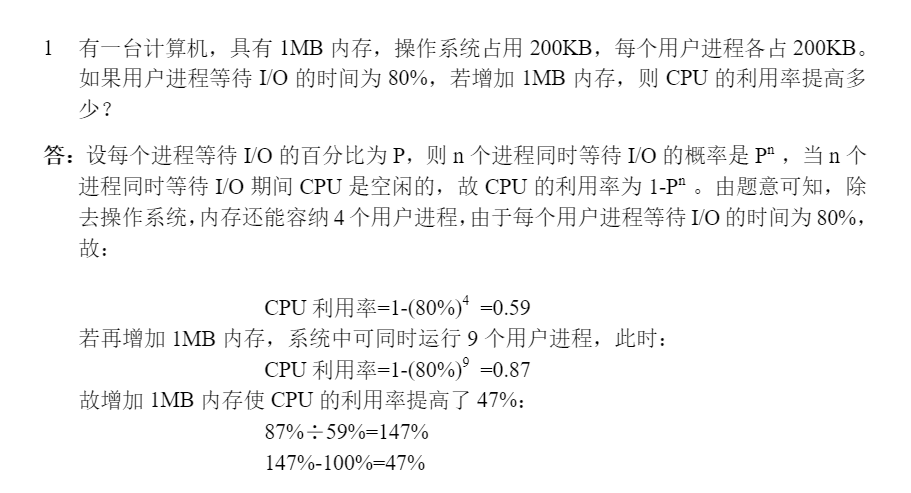 1 有一台计算机，具有 1MB 内存，操作系统占用 200KB，每个用户进程各占 200KB。
如果用户进程等待 I/O 的时间为 80%，若增加 1MB 内存，则 CPU 的利用率提高多
少？
答：设每个进程等待 I/O 的百分比为 P，则 n 个进程同时等待 I/O 的概率是 Pⁿ ，当 n 个
进程同时等待 I/O 期间 CPU 是空闲的，故 CPU 的利用率为 1-Pⁿ 。由题意可知，除
去操作系统，内存还能容纳 4 个用户进程，由于每个用户进程等待 I/O 的时间为 80%，
故：
CPU 利用率=1-(80%)⁴ =0.59
若再增加 1MB 内存，系统中可同时运行 9 个用户进程，此时：
CPU 利用率=1-(80%)⁹ =0.87
故增加 1MB 内存使 CPU 的利用率提高了 47%：
87%÷59%=147%
147%-100%=47%